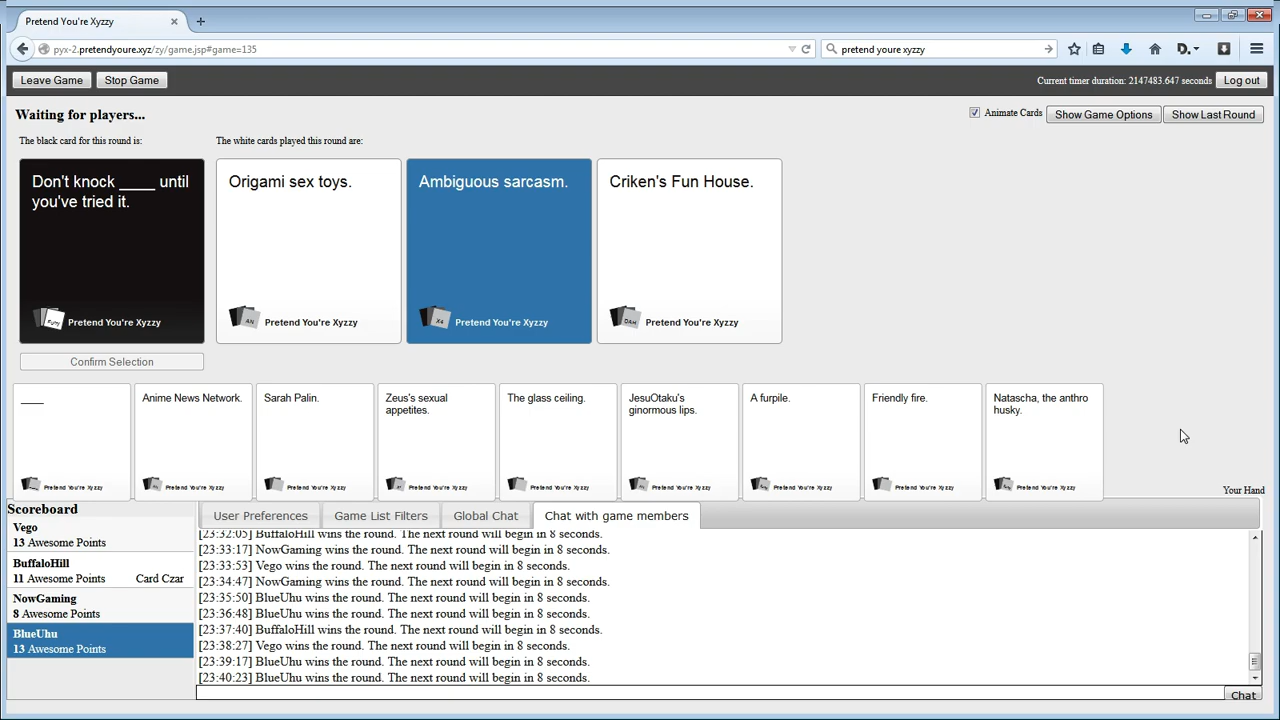 Pretend You're Xyzzy
pyx-2.pretendyoure.xyz/zy/game.jsp#game=135
pretend youre xyzzy
D.
Leave Game
Stop Game
Current timer duration: 2147483.647 seconds
Log out
Waiting for players...
Animate Cards
Show Game Options
Show Last Round
The black card for this round is:
The white cards played this round are:
Don't knock ____ until
you've tried it.
Pretend You're Xyzzy
Origami sex toys.
AN
Pretend You're Xyzzy
Ambiguous sarcasm.
X4
Pretend You're Xyzzy
Criken's Fun House.
Pretend You're Xyzzy
Confirm Selection
____
Pretend You're Xyzzy
Anime News Network.
Pretend You're Xyzzy
Sarah Palin.
Pretend You're Xyzzy
Zeus's sexual
appetites.
Pretend You're Xyzzy
The glass ceiling.
Pretend You're Xyzzy
JesuOtaku's
ginormous lips.
Pretend You're Xyzzy
A furpile.
Pretend You're Xyzzy
Friendly fire.
Pretend You're Xyzzy
Natascha, the anthro
husky.
Pretend You're Xyzzy
Your Hand
Scoreboard
Vego
13 Awesome Points
BuffaloHill
11 Awesome Points Card Czar
NowGaming
8 Awesome Points
BlueUhu
13 Awesome Points
User Preferences
Game List Filters
Global Chat
Chat with game members
[23:32:05] BuffaloHill wins the round. The next round will begin in 8 seconds.
[23:33:17] NowGaming wins the round. The next round will begin in 8 seconds.
[23:33:53] Vego wins the round. The next round will begin in 8 seconds.
[23:34:47] NowGaming wins the round. The next round will begin in 8 seconds.
[23:35:50] BlueUhu wins the round. The next round will begin in 8 seconds.
[23:36:48] BlueUhu wins the round. The next round will begin in 8 seconds.
[23:37:40] BuffaloHill wins the round. The next round will begin in 8 seconds.
[23:38:27] Vego wins the round. The next round will begin in 8 seconds.
[23:39:17] BlueUhu wins the round. The next round will begin in 8 seconds.
[23:40:23] BlueUhu wins the round. The next round will begin in 8 seconds.
Chat